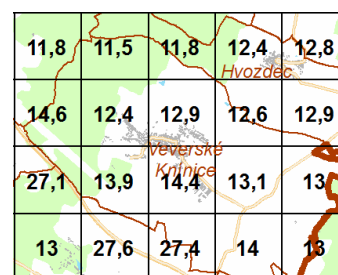 11,8 11,5 11,8 12,4 12,8
Hvozdec
14,6 12,4 12,9 12,6 12,9
Veverské
Knínice
27,1 13,9 14,4 13,1 13
13 27,6 27,4 14 13